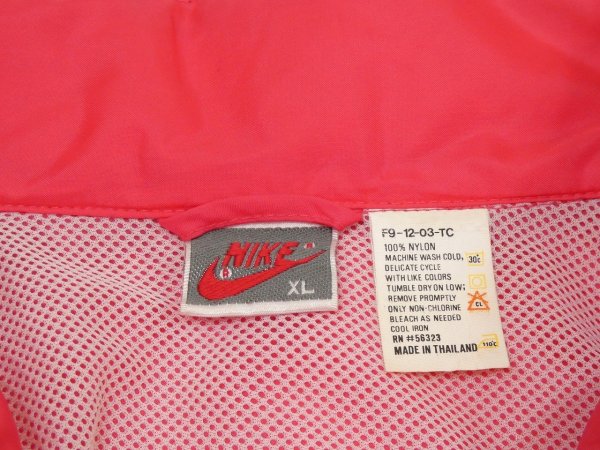 NIKE
XL
F9-12-03-TC
100% NYLON
MACHINE WASH COLD, 30°C
DELICATE CYCLE
WITH LIKE COLORS
TUMBLE DRY ON LOW;
REMOVE PROMPTLY
ONLY NON-CHLORINE CL
BLEACH AS NEEDED
COOL IRON
RN #56323
MADE IN THAILAND 110°C